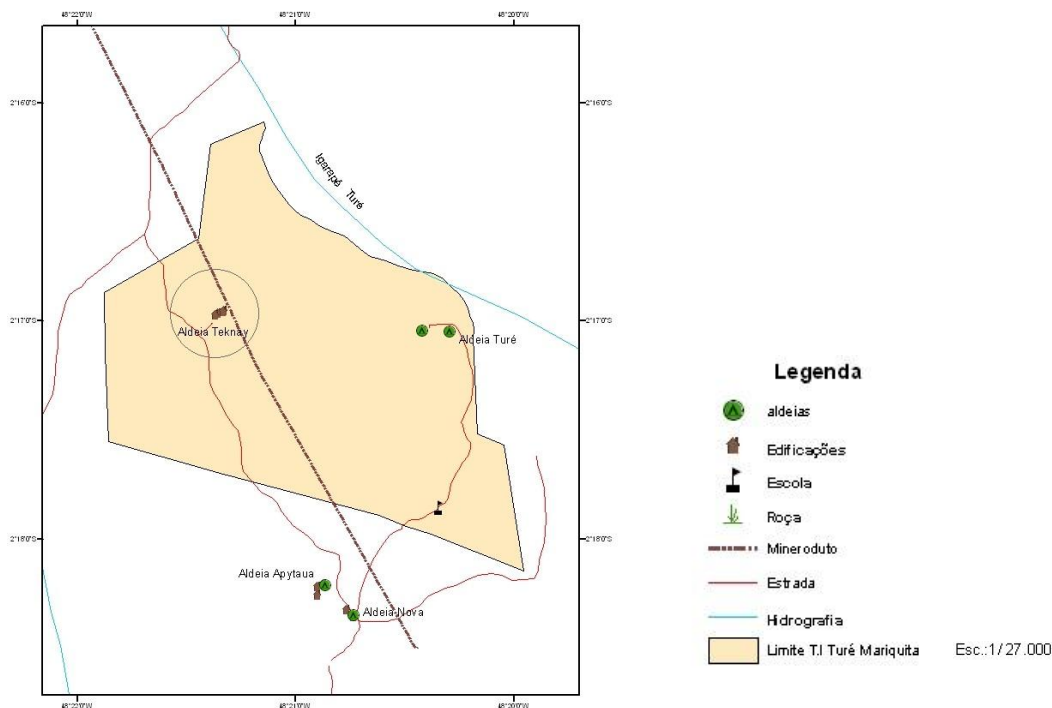 48°22'0"W 48°21'0"W 48°20'0"W
2°16'0"S 2°16'0"S
Igarapé Turé
2°17'0"S 2°17'0"S
Aldeia Teknay
Aldeia Turé
2°18'0"S 2°18'0"S
Aldeia Apytaua
Aldeia Nova
48°22'0"W 48°21'0"W 48°20'0"W
Legenda
aldeias
Edificações
Escola
Roça
Mineroduto
Estrada
Hidrografia
Limite T.I Turé Mariquita Esc.:1/27.000